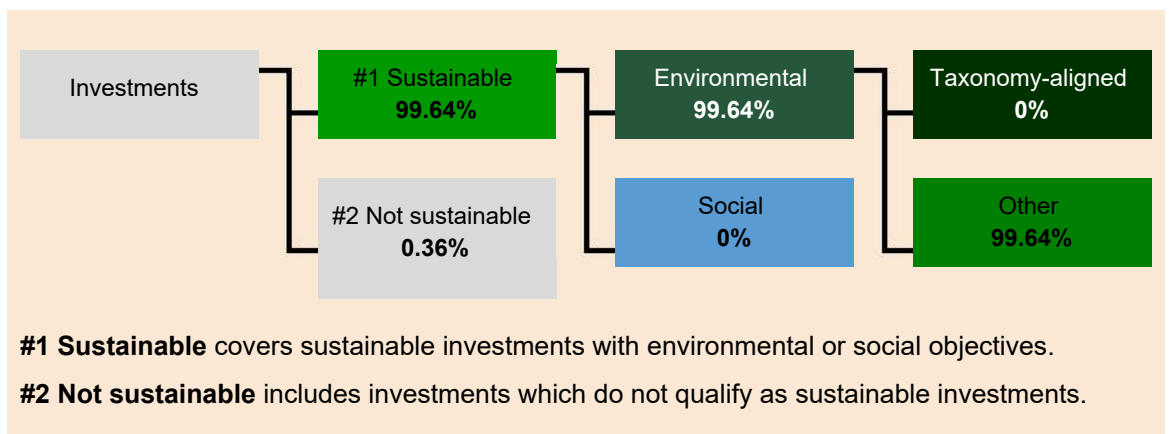 Investments
#1 Sustainable
99.64%
Environmental
99.64%
Taxonomy-aligned
0%
#2 Not sustainable
0.36%
Social
0%
Other
99.64%
#1 Sustainable covers sustainable investments with environmental or social objectives.
#2 Not sustainable includes investments which do not qualify as sustainable investments.